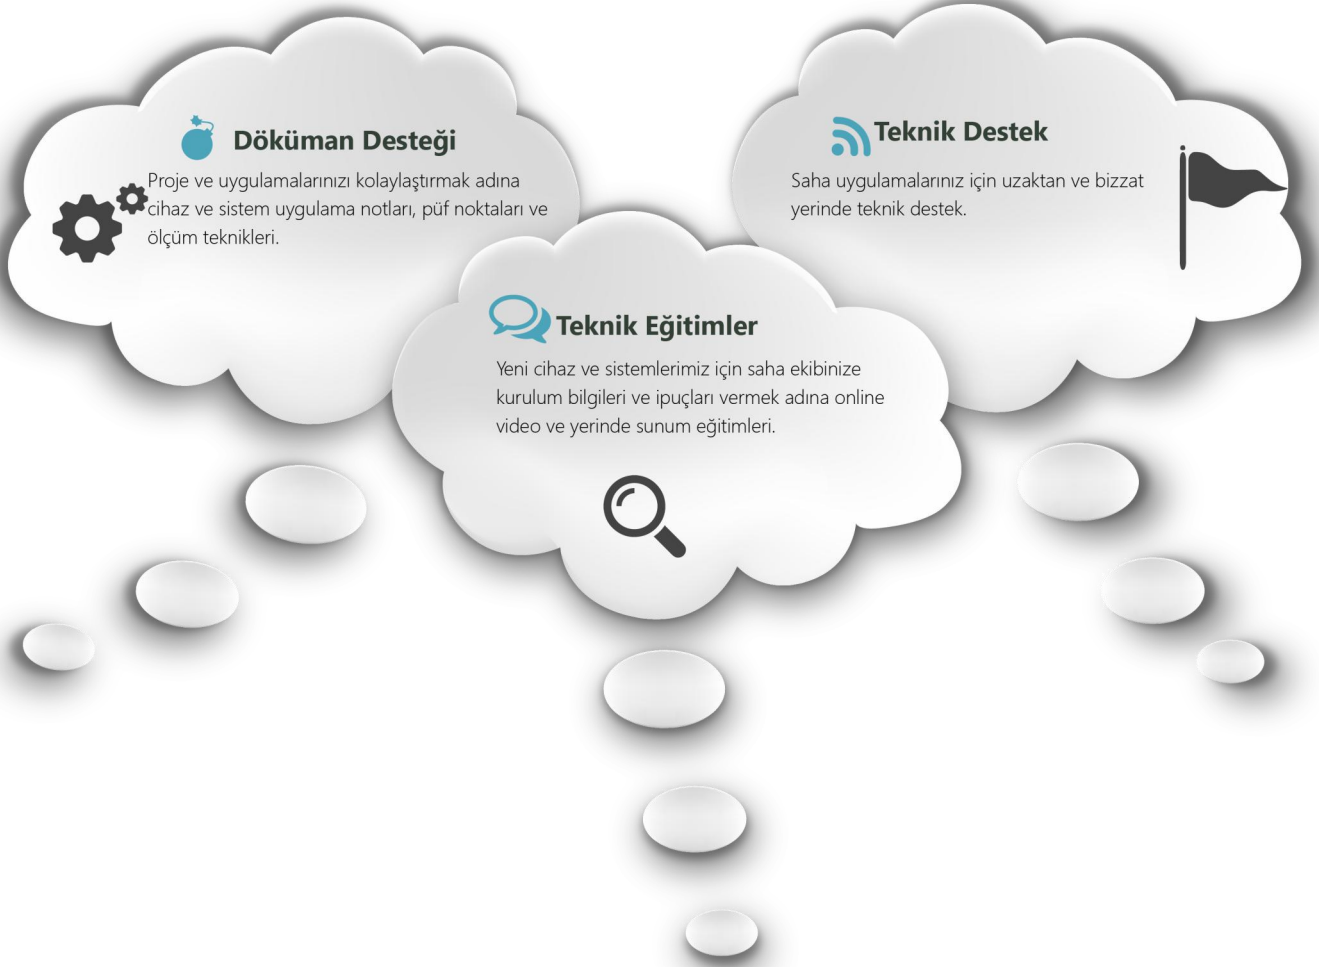 Döküman Desteği
Proje ve uygulamalarınızı kolaylaştırmak adına
cihaz ve sistem uygulama notları, püf noktaları ve
ölçüm teknikleri.
Teknik Destek
Saha uygulamalarınız için uzaktan ve bizzat
yerinde teknik destek.
Teknik Eğitimler
Yeni cihaz ve sistemlerimiz için saha ekibinize
kurulum bilgileri ve ipuçları vermek adına online
video ve yerinde sunum eğitimleri.